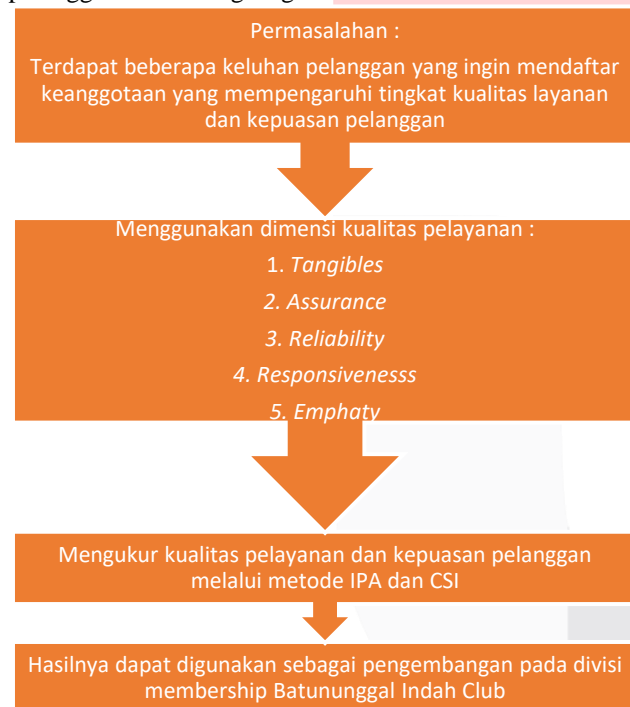 Permasalahan :
Terdapat beberapa keluhan pelanggan yang ingin mendaftar
keanggotaan yang mempengaruhi tingkat kualitas layanan
dan kepuasan pelanggan
Menggunakan dimensi kualitas pelayanan :
1. Tangibles
2. Assurance
3. Reliability
4. Responsivenesss
5. Emphaty
Mengukur kualitas pelayanan dan kepuasan pelanggan
melalui metode IPA dan CSI
Hasilnya dapat digunakan sebagai pengembangan pada divisi
membership Batununggal Indah Club